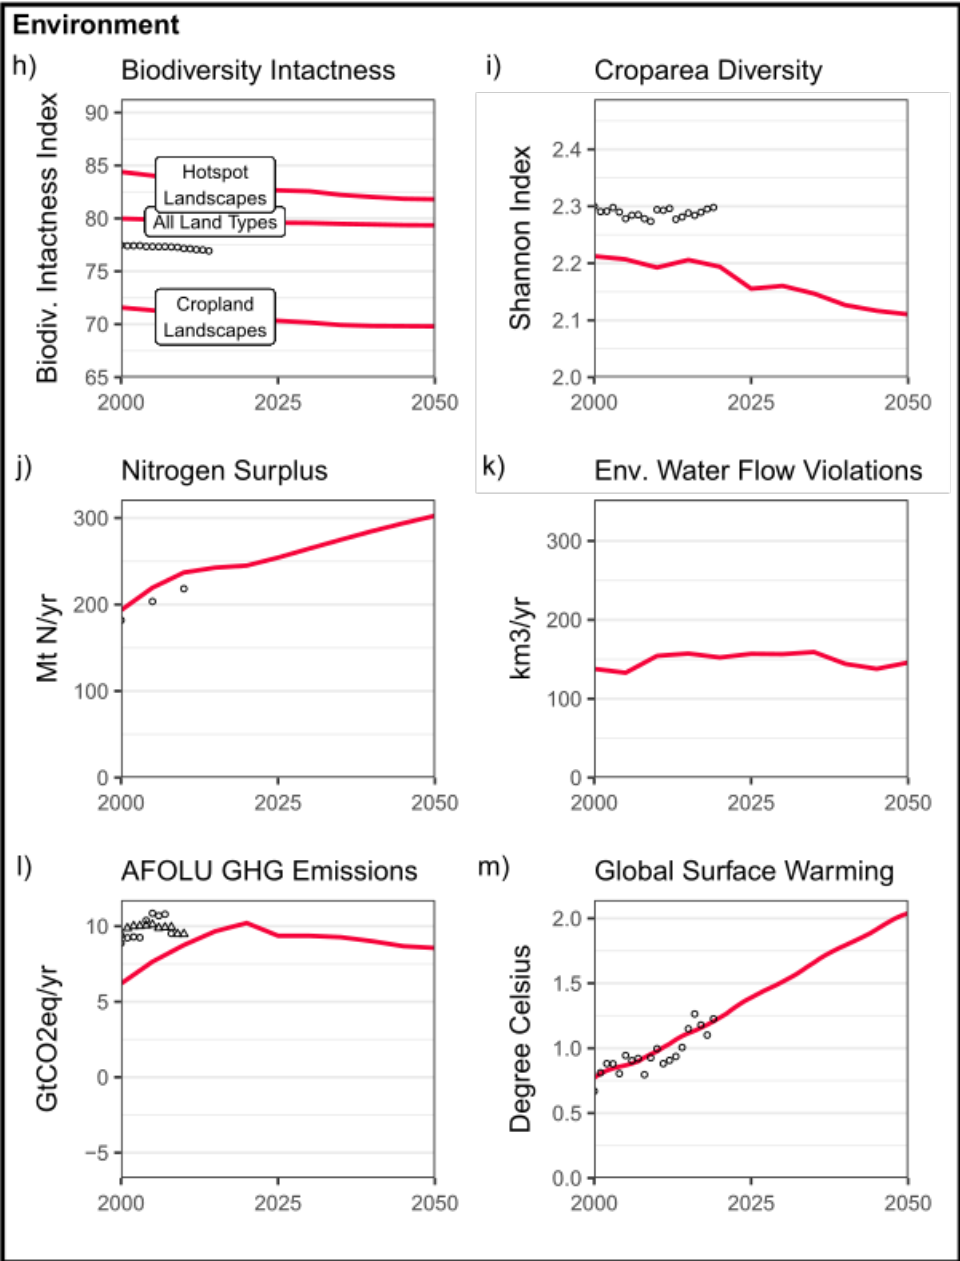 Environment
h) Biodiversity Intactness
Biodiv. Intactness Index
90
85
80
75
70
65
Hotspot
Landscapes
All Land Types
Cropland
Landscapes
2000 2025 2050
i) Croparea Diversity
Shannon Index
2.4
2.3
2.2
2.1
2.0
2000 2025 2050
j) Nitrogen Surplus
Mt N/yr
300
200
100
0
2000 2025 2050
k) Env. Water Flow Violations
km3/yr
300
200
100
0
2000 2025 2050
l) AFOLU GHG Emissions
GtCO2eq/yr
10
5
0
−5
2000 2025 2050
m) Global Surface Warming
Degree Celsius
2.0
1.5
1.0
0.5
0.0
2000 2025 2050